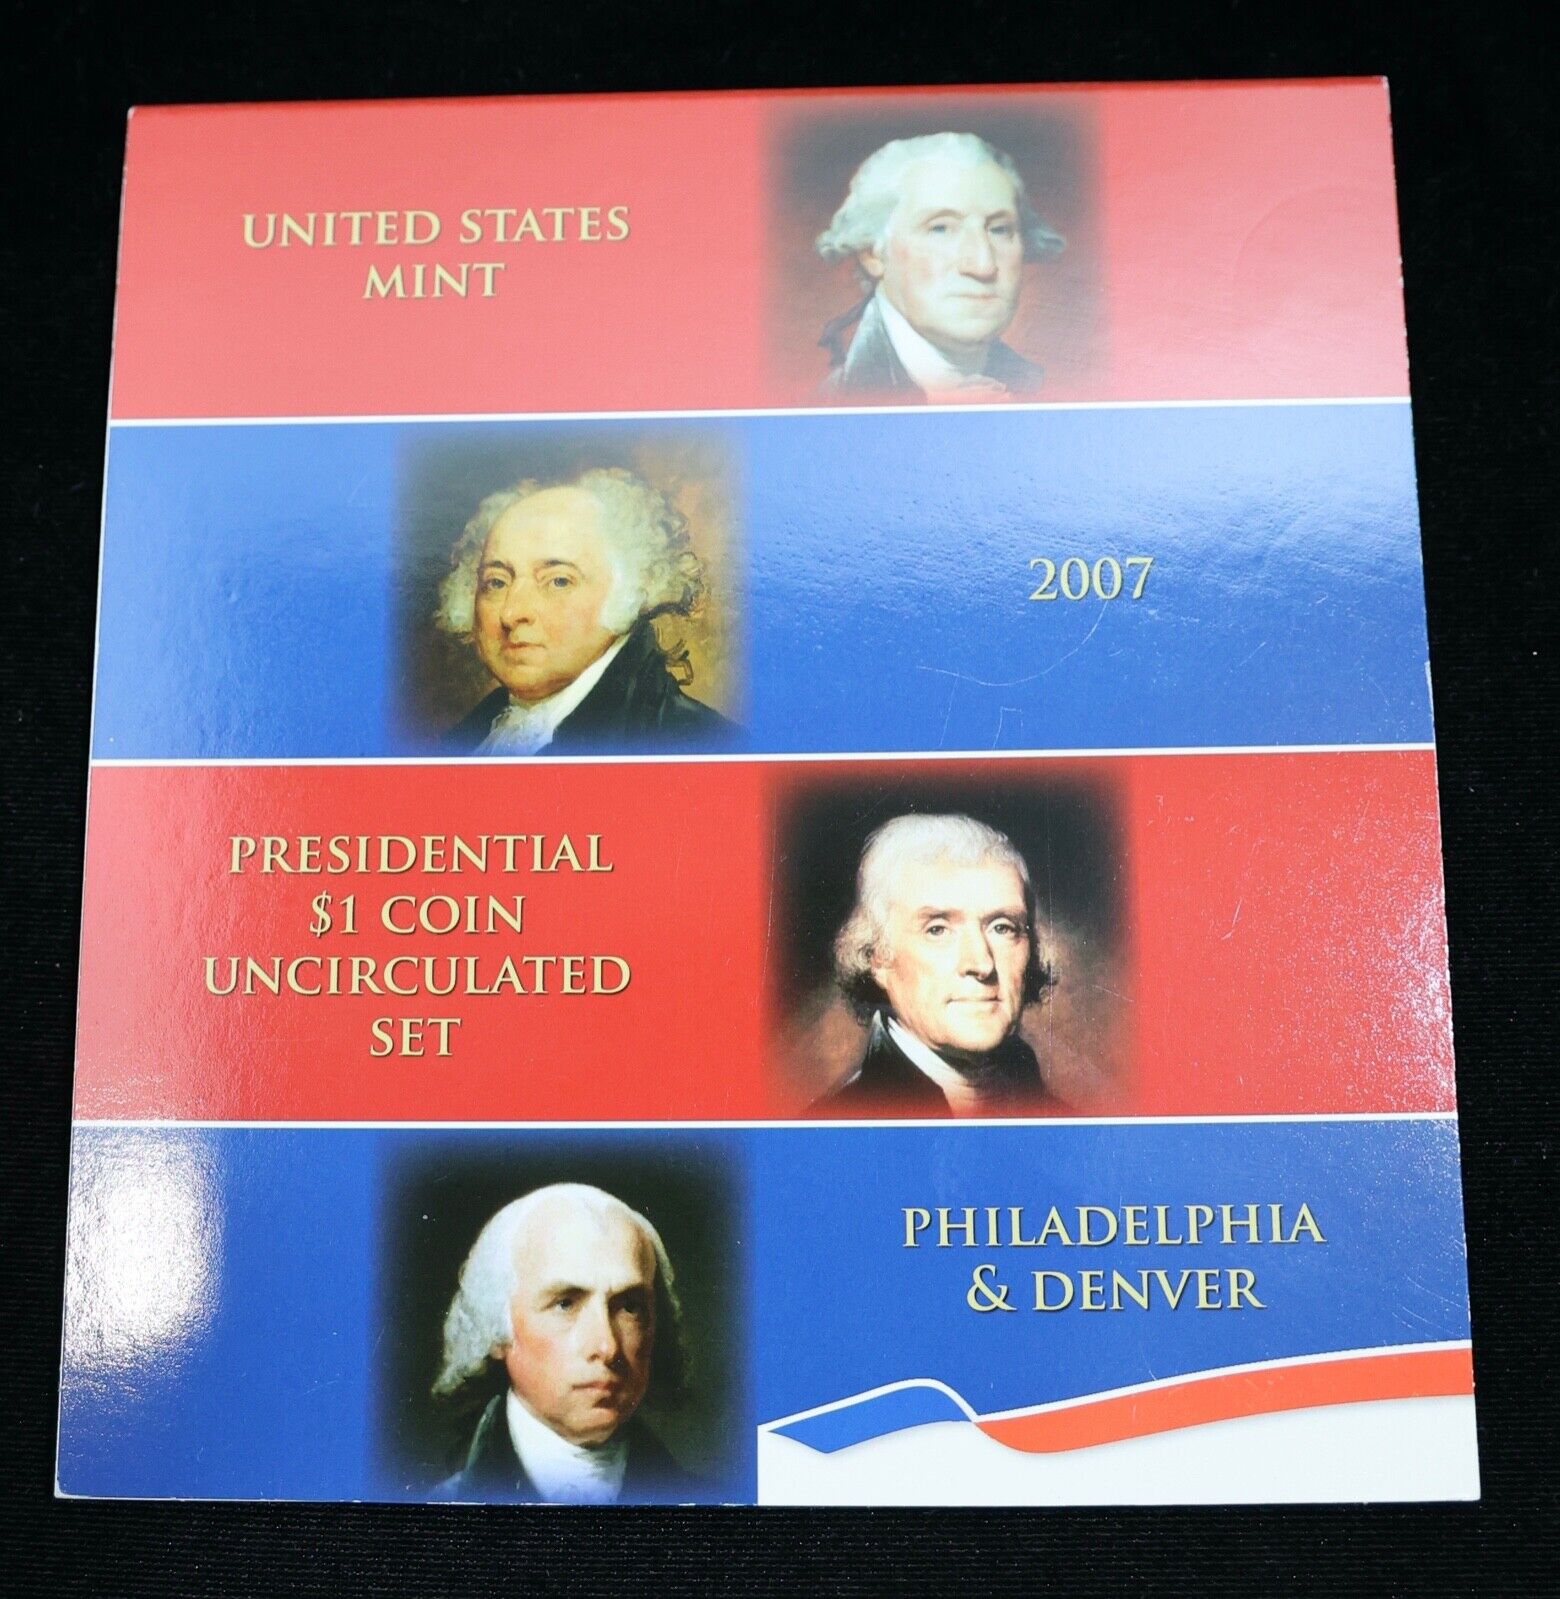 UNITED STATES
MINT
2007
PRESIDENTIAL
$1 COIN
UNCIRCULATED
SET
PHILADELPHIA
& DENVER